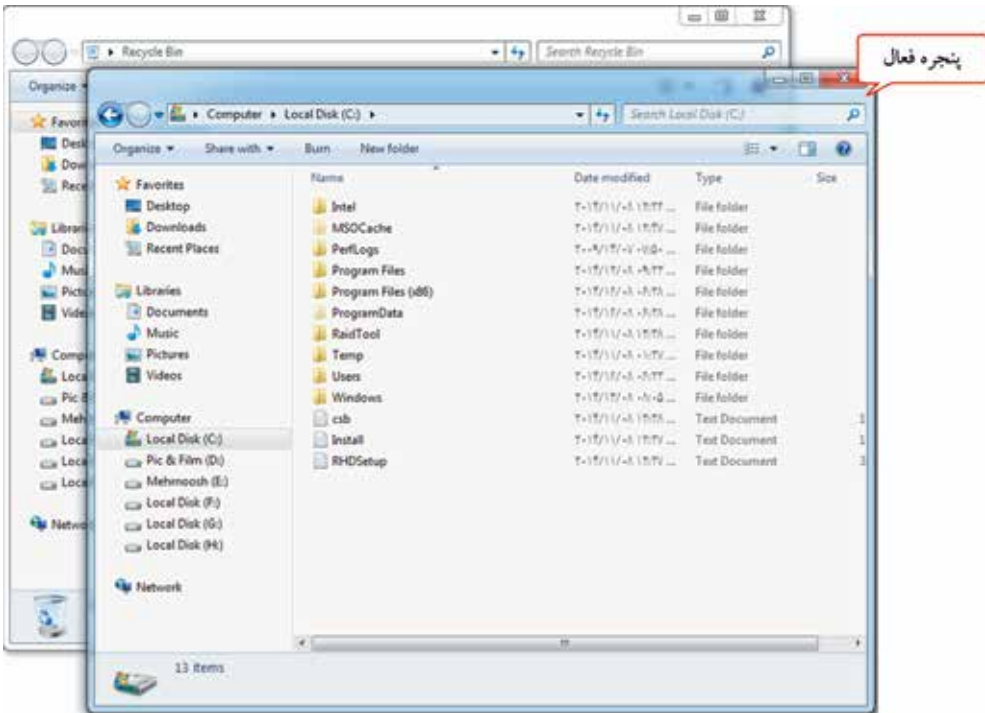 Recycle Bin
Search Recycle Bin
پنجره فعال
Organize
Computer Local Disk (C:)
Search Local Disk (C:)
Organize Share with Burn New folder
Favorites
Desktop
Downloads
Recent Places
Libraries
Documents
Music
Pictures
Videos
Computer
Local Disk (C:)
Pic & Film (D:)
Mehrnoosh (E:)
Local Disk (F:)
Local Disk (G:)
Local Disk (H:)
Network
Name Date modified Type Size
Intel File folder
MSOCache File folder
PerfLogs File folder
Program Files File folder
Program Files (x86) File folder
ProgramData File folder
RaidTool File folder
Temp File folder
Users File folder
Windows File folder
csb Text Document 1
Install Text Document 1
RHDSetup Text Document 3
13 items